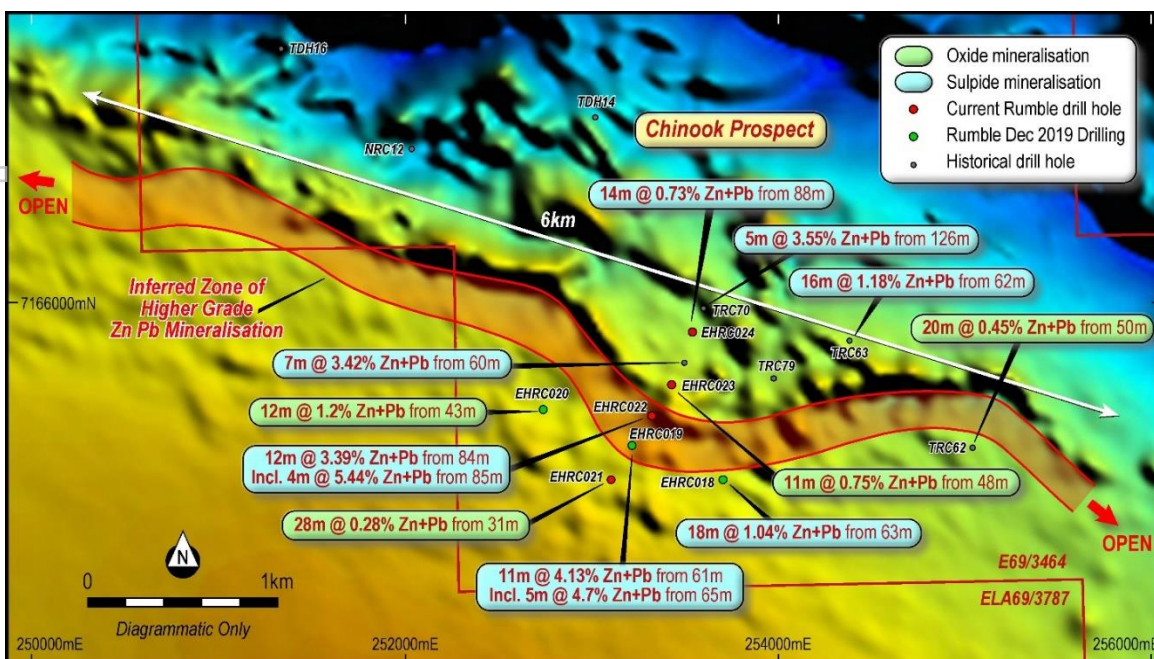 TDH16
TDH14
NRC12
Chinook Prospect
Oxide mineralisation
Sulpide mineralisation
Current Rumble drill hole
Rumble Dec 2019 Drilling
Historical drill hole
OPEN
6km
14m @ 0.73% Zn+Pb from 88m
5m @ 3.55% Zn+Pb from 126m
16m @ 1.18% Zn+Pb from 62m
20m @ 0.45% Zn+Pb from 50m
7166000mN
Inferred Zone of
Higher Grade
Zn Pb Mineralisation
TRC70
EHRC024
TRC63
7m @ 3.42% Zn+Pb from 60m
TRC79
EHRC023
EHRC020
12m @ 1.2% Zn+Pb from 43m
EHRC022
EHRC019
TRC62
12m @ 3.39% Zn+Pb from 84m
Incl. 4m @ 5.44% Zn+Pb from 85m
EHRC021
EHRC018
11m @ 0.75% Zn+Pb from 48m
28m @ 0.28% Zn+Pb from 31m
18m @ 1.04% Zn+Pb from 63m
OPEN
N
0 1km
Diagrammatic Only
11m @ 4.13% Zn+Pb from 61m
Incl. 5m @ 4.7% Zn+Pb from 65m
E69/3464
ELA69/3787
250000mE
252000mE
254000mE
256000mE